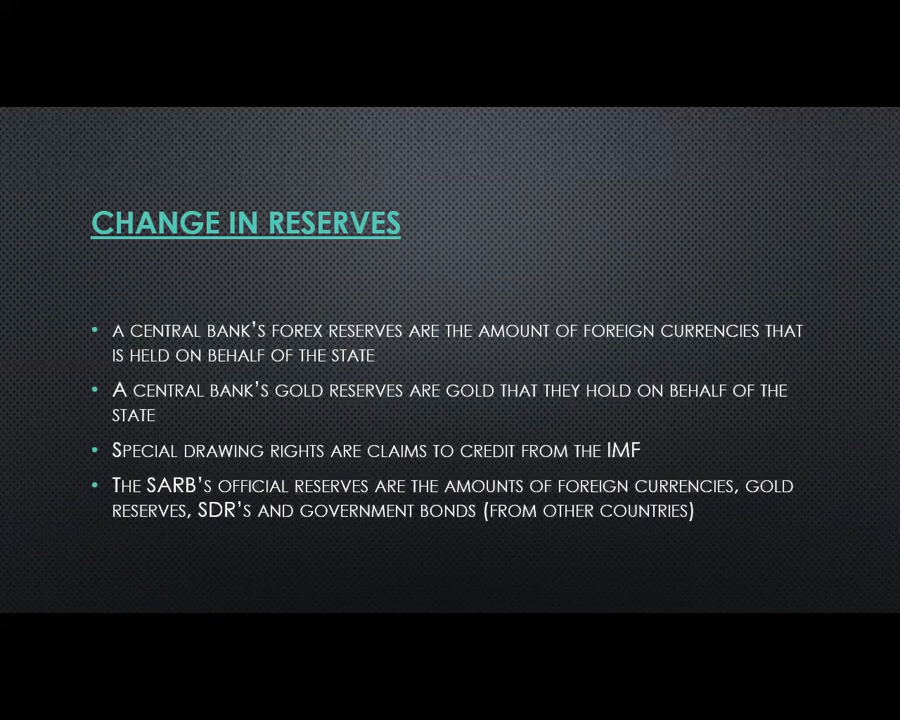 CHANGE IN RESERVES
• A CENTRAL BANK'S FOREX RESERVES ARE THE AMOUNT OF FOREIGN CURRENCIES THAT
IS HELD ON BEHALF OF THE STATE
• A CENTRAL BANK'S GOLD RESERVES ARE GOLD THAT THEY HOLD ON BEHALF OF THE
STATE
• SPECIAL DRAWING RIGHTS ARE CLAIMS TO CREDIT FROM THE IMF
• THE SARB'S OFFICIAL RESERVES ARE THE AMOUNTS OF FOREIGN CURRENCIES, GOLD
RESERVES, SDR'S AND GOVERNMENT BONDS (FROM OTHER COUNTRIES)